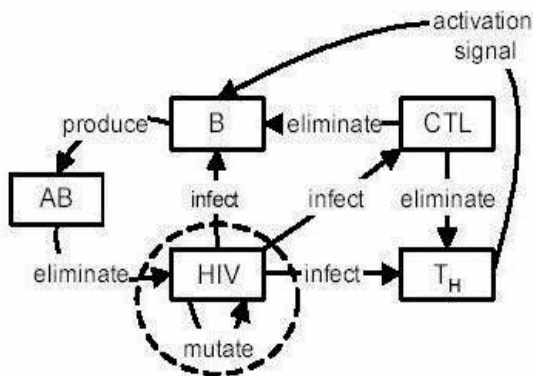 activation
signal
produce
B
eliminate
CTL
AB
infect
infect
eliminate
eliminate
HIV
infect
TH
mutate